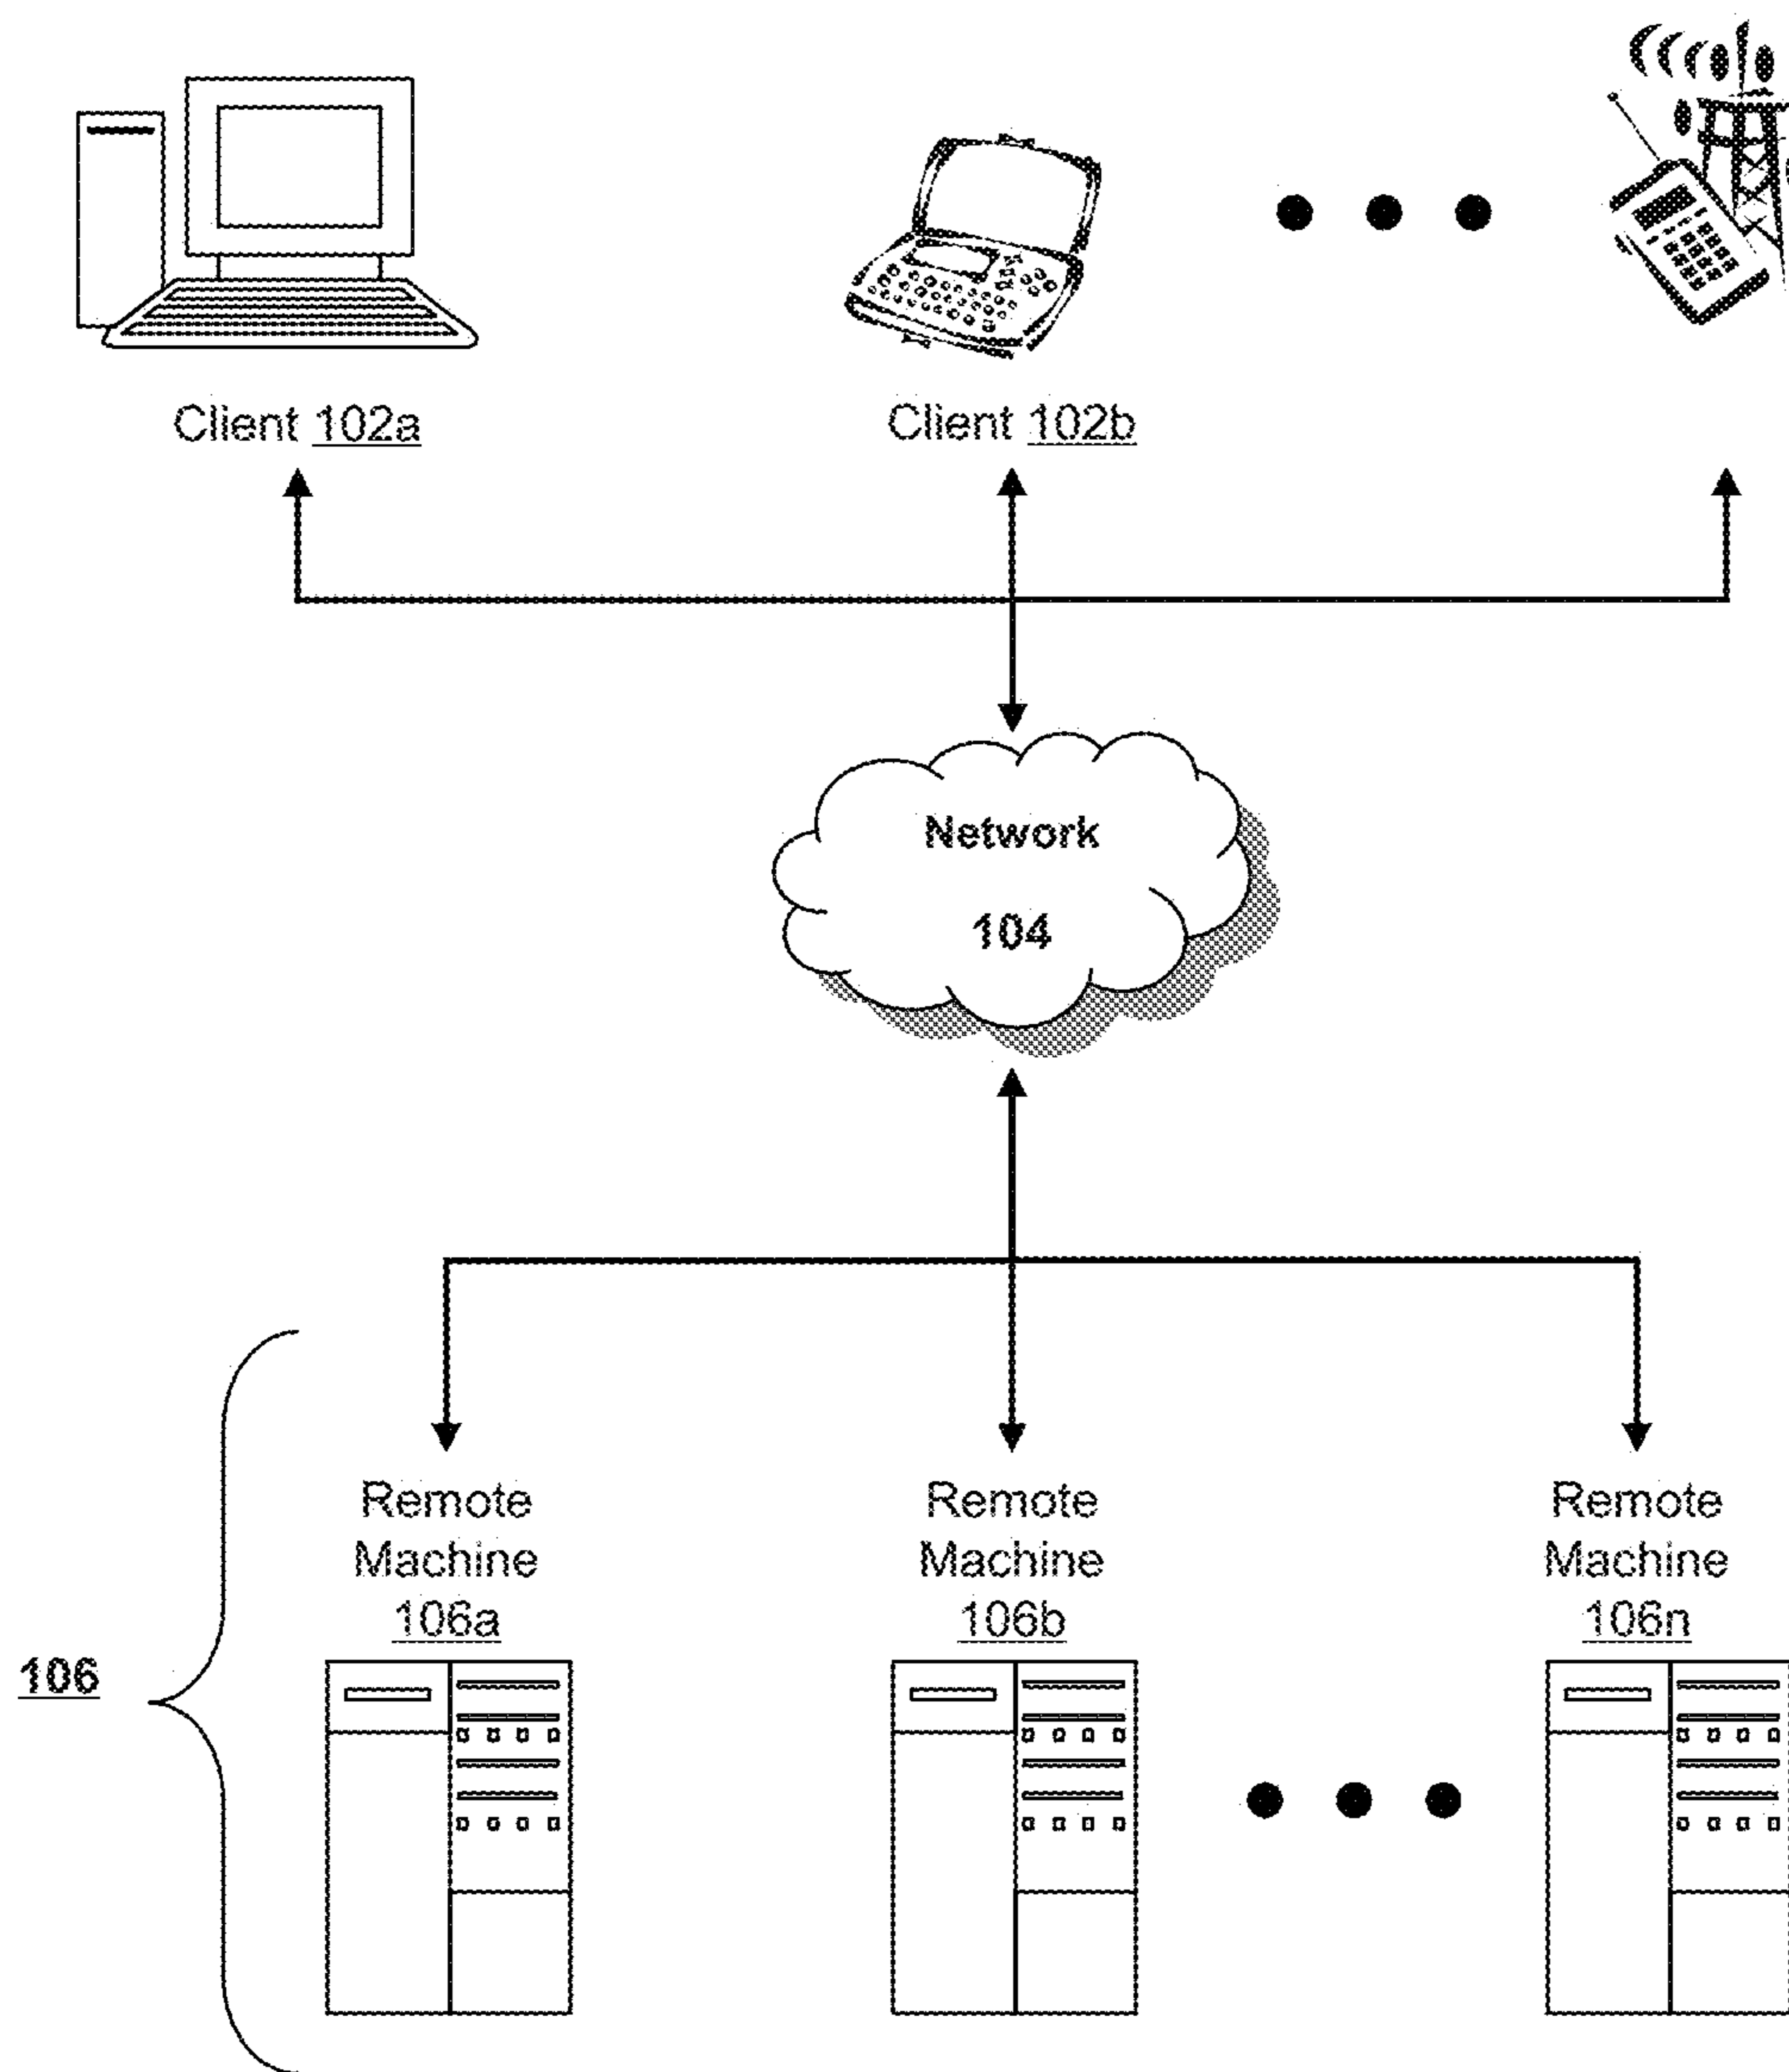 Client 102a
Client 102b
Network
104
Remote
Machine
106a
Remote
Machine
106b
Remote
Machine
106n
106